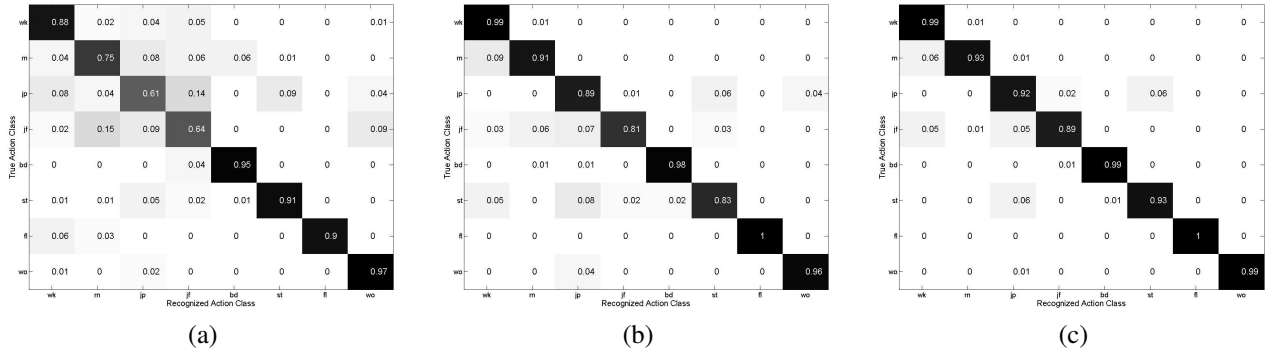 wk 0.88 0.02 0.04 0.05 0 0 0 0.01
rn 0.04 0.75 0.08 0.06 0.06 0.01 0 0
jp 0.08 0.04 0.61 0.14 0 0.09 0 0.04
jf 0.02 0.15 0.09 0.64 0 0 0 0.09
bd 0 0 0 0.04 0.95 0 0 0
st 0.01 0.01 0.05 0.02 0.01 0.91 0 0
fl 0.06 0.03 0 0 0 0 0.9 0
wo 0.01 0 0.02 0 0 0 0 0.97
wk rn jp jf bd st fl wo
True Action Class
Recognized Action Class
(a)
wk 0.99 0.01 0 0 0 0 0 0
rn 0.09 0.91 0 0 0 0 0 0
jp 0 0 0.89 0.01 0 0.06 0 0.04
jf 0.03 0.06 0.07 0.81 0 0.03 0 0
bd 0 0.01 0.01 0 0.98 0 0 0
st 0.05 0 0.08 0.02 0.02 0.83 0 0
fl 0 0 0 0 0 0 1 0
wo 0 0 0.04 0 0 0 0 0.96
wk rn jp jf bd st fl wo
True Action Class
Recognized Action Class
(b)
wk 0.99 0.01 0 0 0 0 0 0
rn 0.06 0.93 0.01 0 0 0 0 0
jp 0 0 0.92 0.02 0 0.06 0 0
jf 0.05 0.01 0.05 0.89 0 0 0 0
bd 0 0 0 0.01 0.99 0 0 0
st 0 0 0.06 0 0.01 0.93 0 0
fl 0 0 0 0 0 0 1 0
wo 0 0 0.01 0 0 0 0 0.99
wk rn jp jf bd st fl wo
True Action Class
Recognized Action Class
(c)